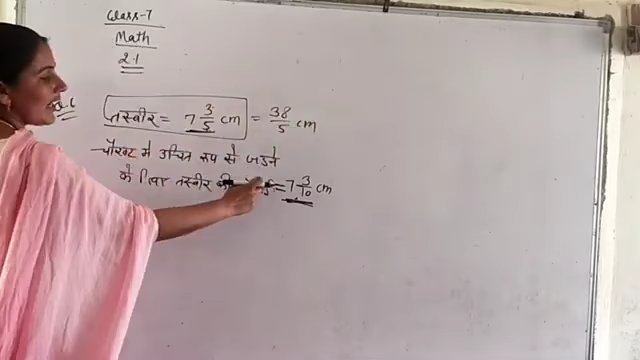 Class-7
Math
2.1
तस्वीर = 7 3/5 cm = 38/5 cm
चौखट में उचित रूप से जड़ने
के लिए तस्वीर = 7 3/10 cm